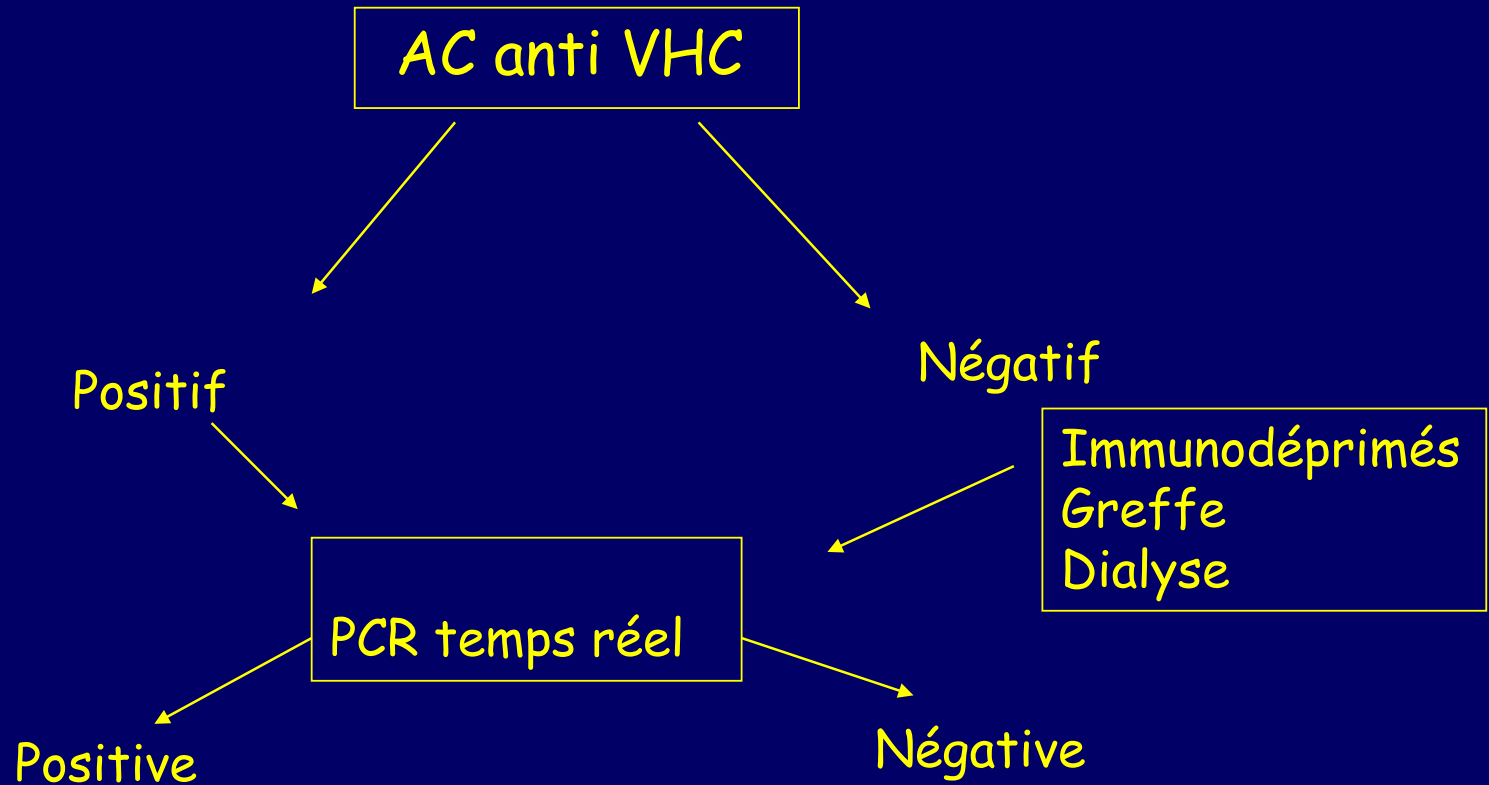 AC anti VHC
Négatif
Positif
Immunodéprimés
Greffe
Dialyse
PCR temps réel
Positive
Négative